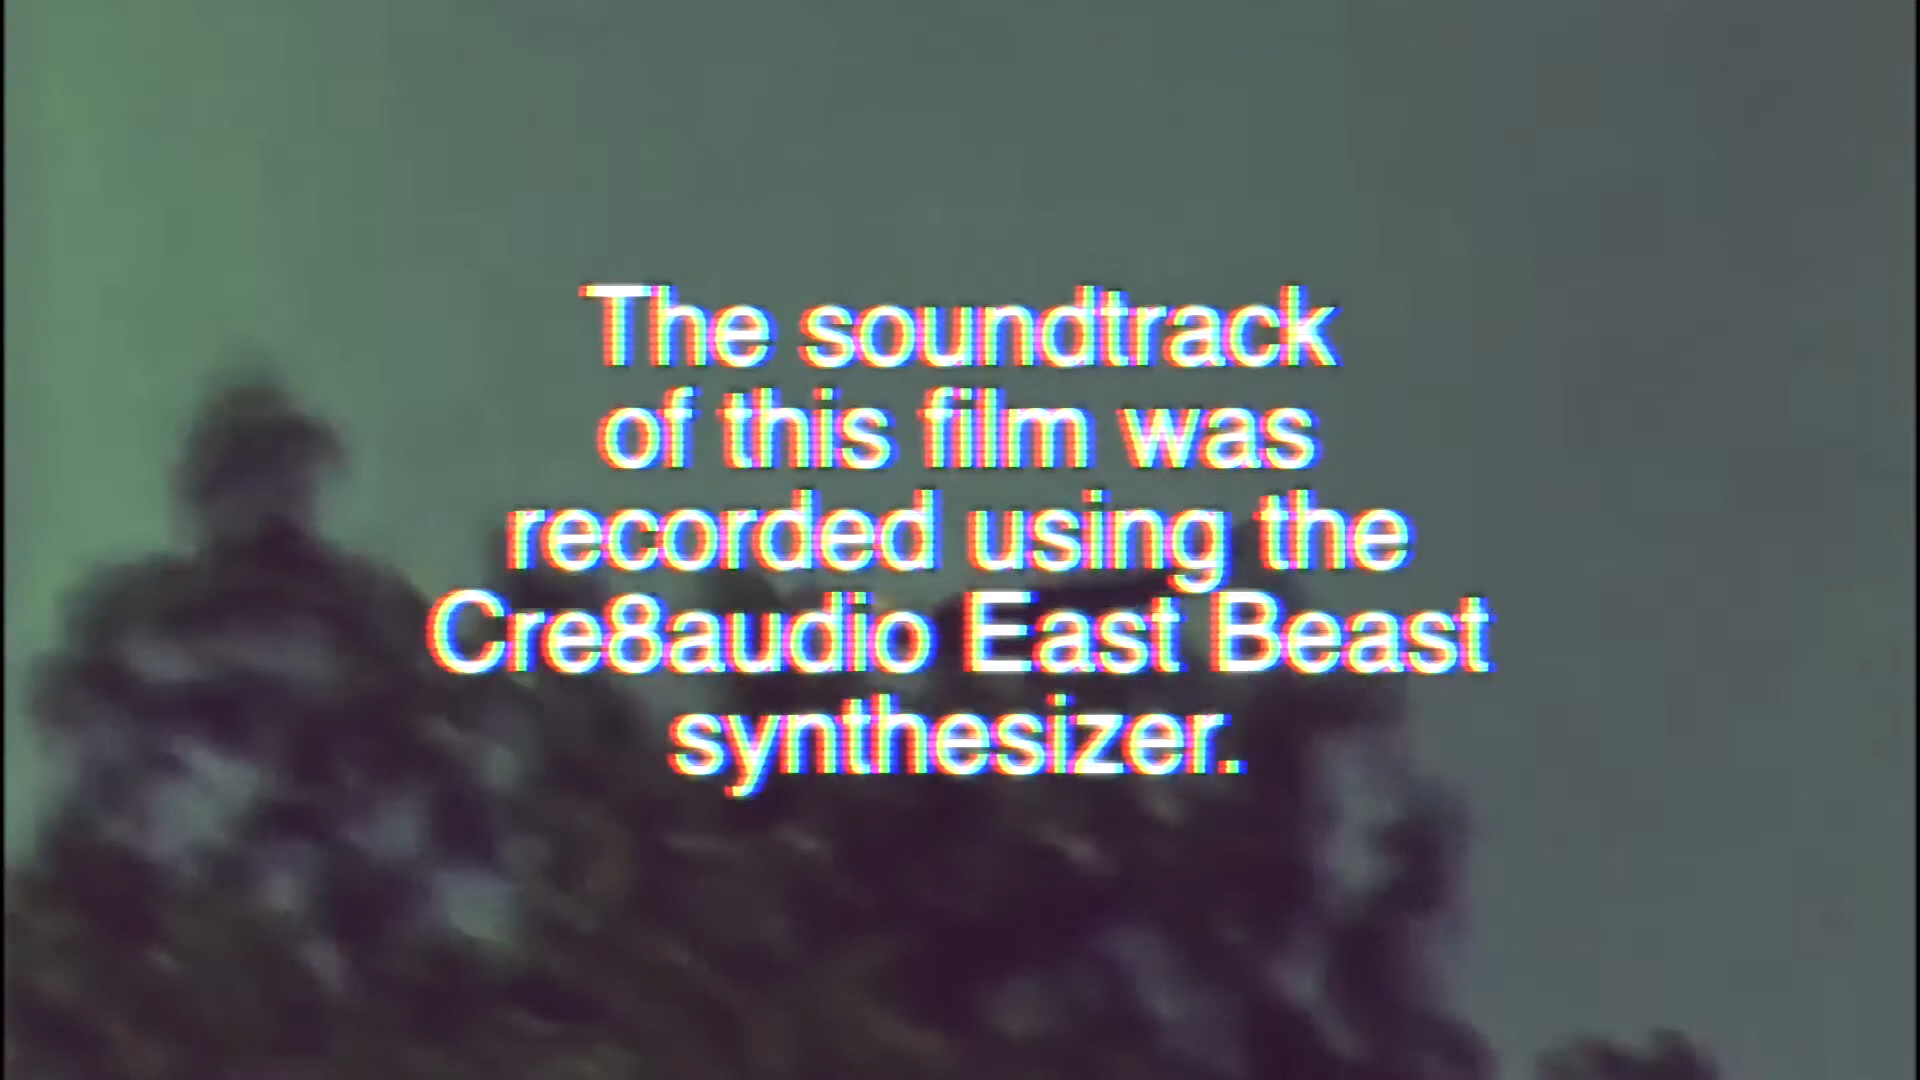 The soundtrack
of this film was
recorded using the
Cre8audio East Beast
synthesizer.